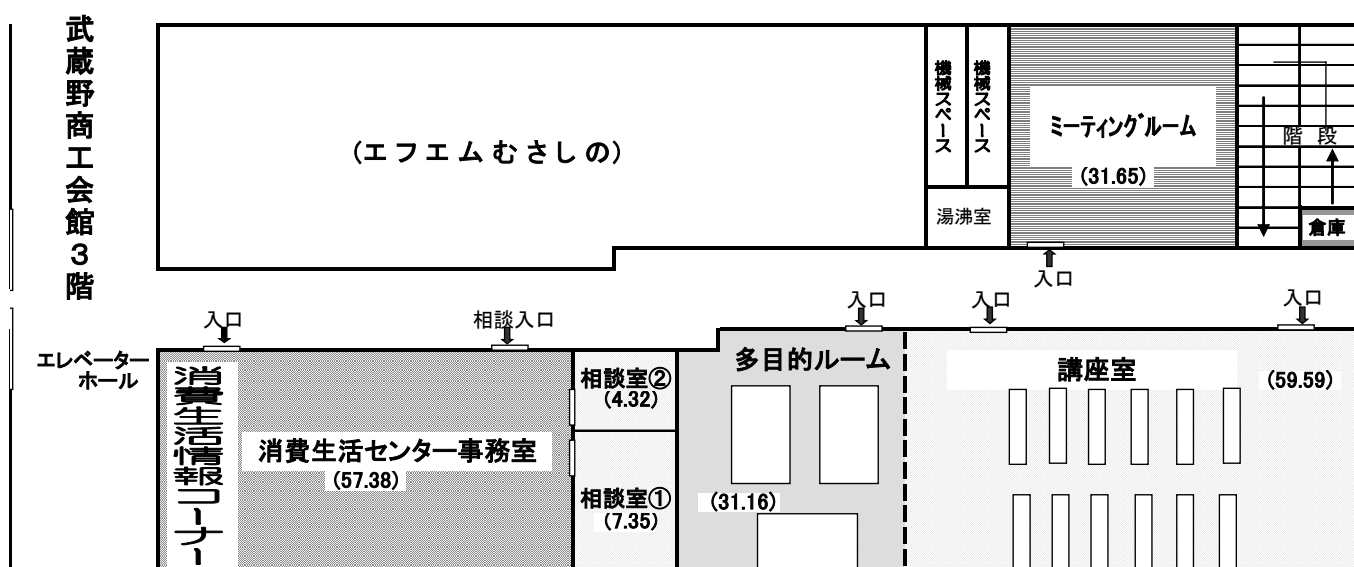 武蔵野商工会館３階
(エフエムむさしの)
機械スペース
機械スペース
湯沸室
ミーティングルーム
(31.65)
階 段
倉庫
入口
入口
相談入口
入口
入口
入口
エレベーター
ホール
消費生活情報コーナー
消費生活センター事務室
(57.38)
相談室②
(4.32)
相談室①
(7.35)
多目的ルーム
(31.16)
講座室
(59.59)